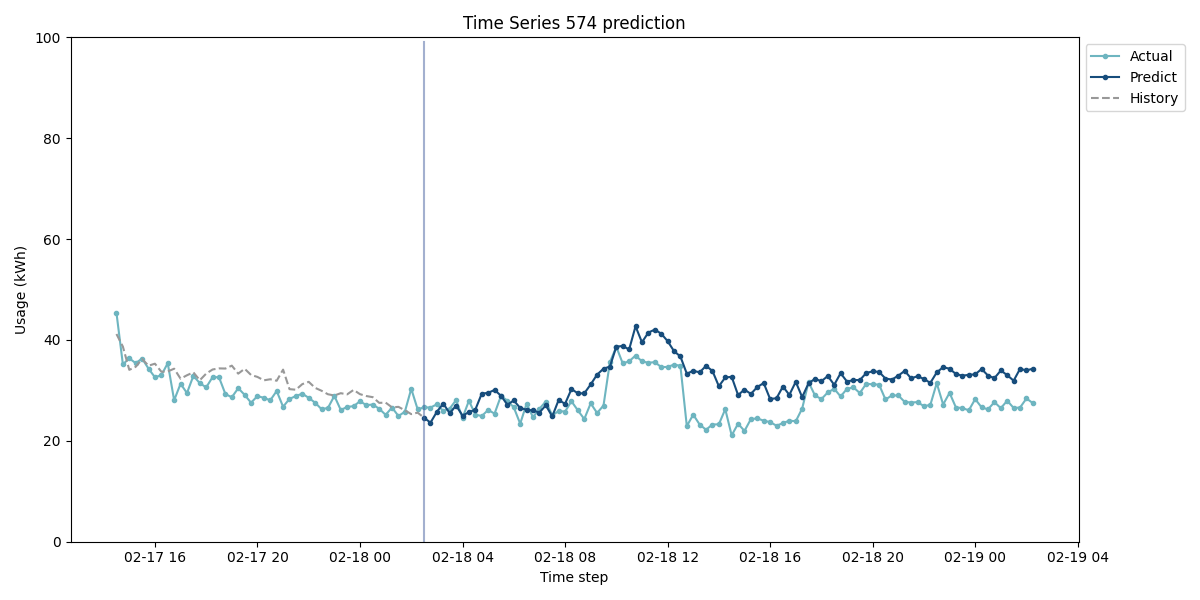 Time Series 574 prediction
Usage (kWh)
100
80
60
40
20
0
02-17 16
02-17 20
02-18 00
02-18 04
02-18 08
02-18 12
02-18 16
02-18 20
02-19 00
02-19 04
Time step
Actual
Predict
History